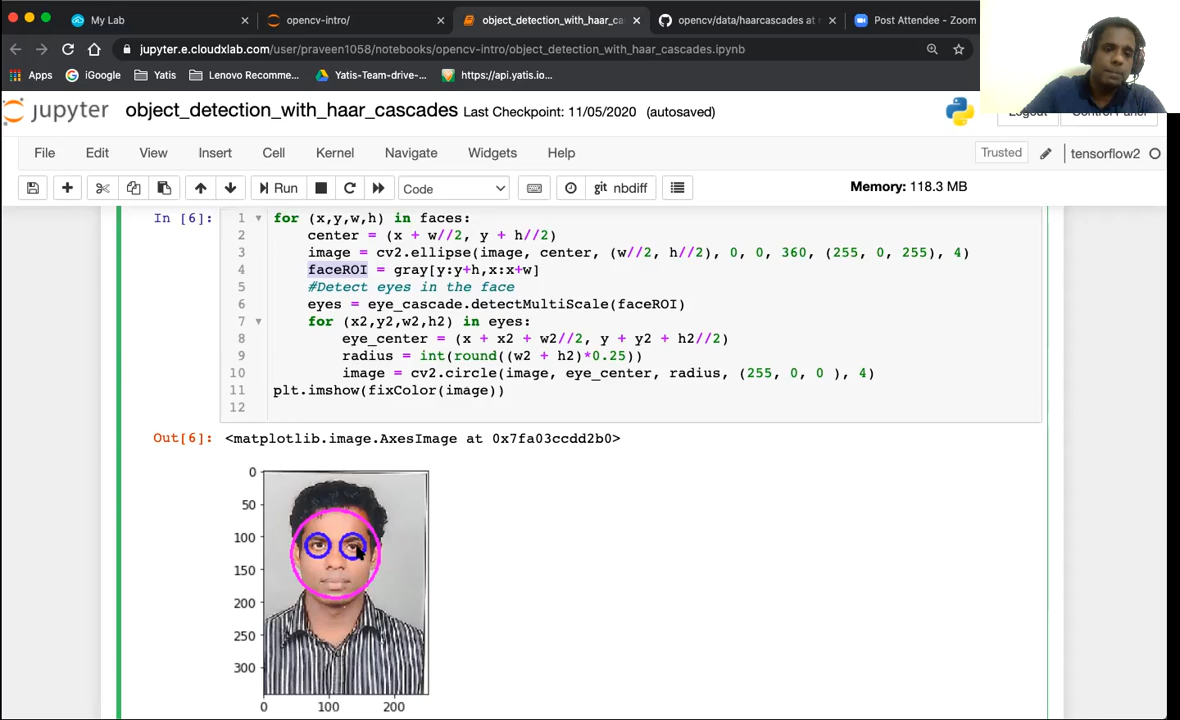 My Lab
opencv-intro/
object_detection_with_haar_ca
opencv/data/haarcascades at
Post Attendee - Zoom
jupyter.e.cloudxlab.com/user/praveen1058/notebooks/opencv-intro/object_detection_with_haar_cascades.ipynb
Apps
iGoogle
Yatis
Lenovo Recomme...
Yatis-Team-drive-...
https://api.yatis.io...
jupyter
object_detection_with_haar_cascades
Last Checkpoint: 11/05/2020
(autosaved)
File
Edit
View
Insert
Cell
Kernel
Navigate
Widgets
Help
Trusted
tensorflow2
Run
Code
git nbdiff
Memory: 118.3 MB
In [6]:
1 for (x,y,w,h) in faces:
2 center = (x + w//2, y + h//2)
3 image = cv2.ellipse(image, center, (w//2, h//2), 0, 0, 360, (255, 0, 255), 4)
4 faceROI = gray[y:y+h,x:x+w]
5 #Detect eyes in the face
6 eyes = eye_cascade.detectMultiScale(faceROI)
7 for (x2,y2,w2,h2) in eyes:
8 eye_center = (x + x2 + w2//2, y + y2 + h2//2)
9 radius = int(round((w2 + h2)*0.25))
10 image = cv2.circle(image, eye_center, radius, (255, 0, 0 ), 4)
11 plt.imshow(fixColor(image))
12
Out[6]:
<matplotlib.image.AxesImage at 0x7fa03ccdd2b0>
0
50
100
150
200
250
300
0
100
200